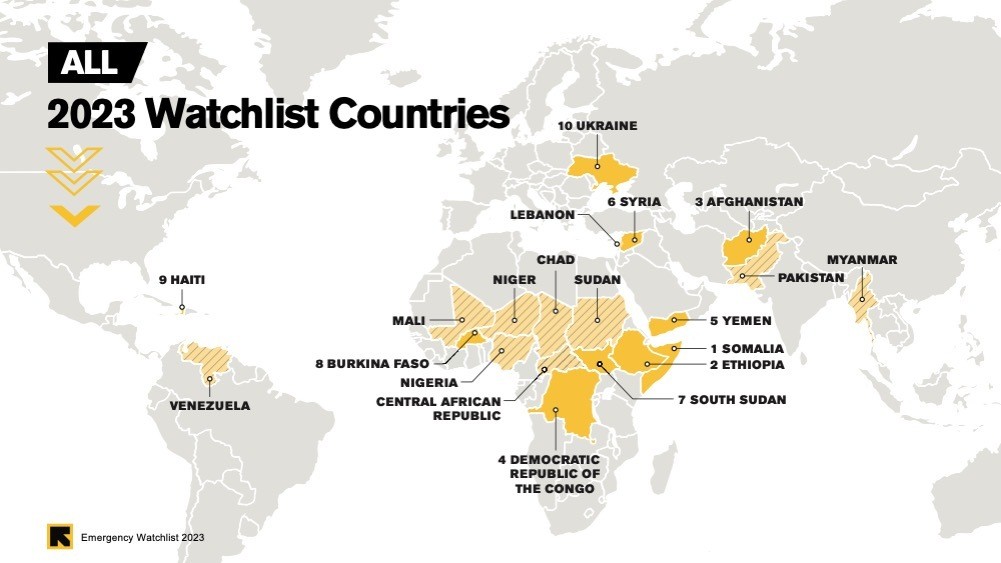 ALL
2023 Watchlist Countries
10 UKRAINE
6 SYRIA
3 AFGHANISTAN
LEBANON
CHAD
MYANMAR
9 HAITI
NIGER
SUDAN
PAKISTAN
MALI
5 YEMEN
1 SOMALIA
8 BURKINA FASO
2 ETHIOPIA
NIGERIA
CENTRAL AFRICAN
REPUBLIC
7 SOUTH SUDAN
VENEZUELA
4 DEMOCRATIC
REPUBLIC OF
THE CONGO
Emergency Watchlist 2023